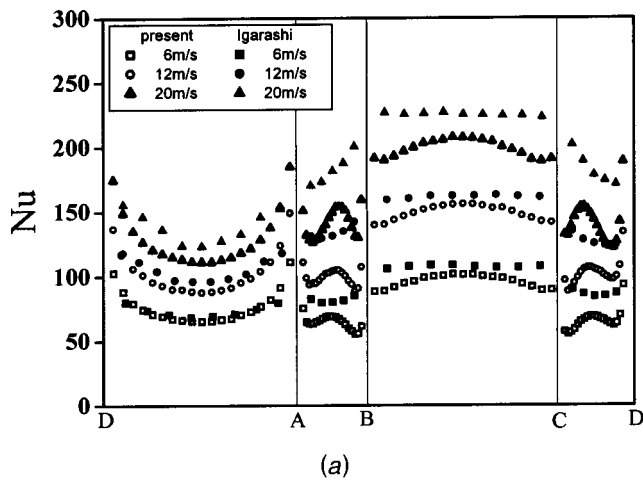 300
250
200
150
100
50
0
Nu
present Igarashi
6m/s 6m/s
12m/s 12m/s
20m/s 20m/s
D A B C D
(a)